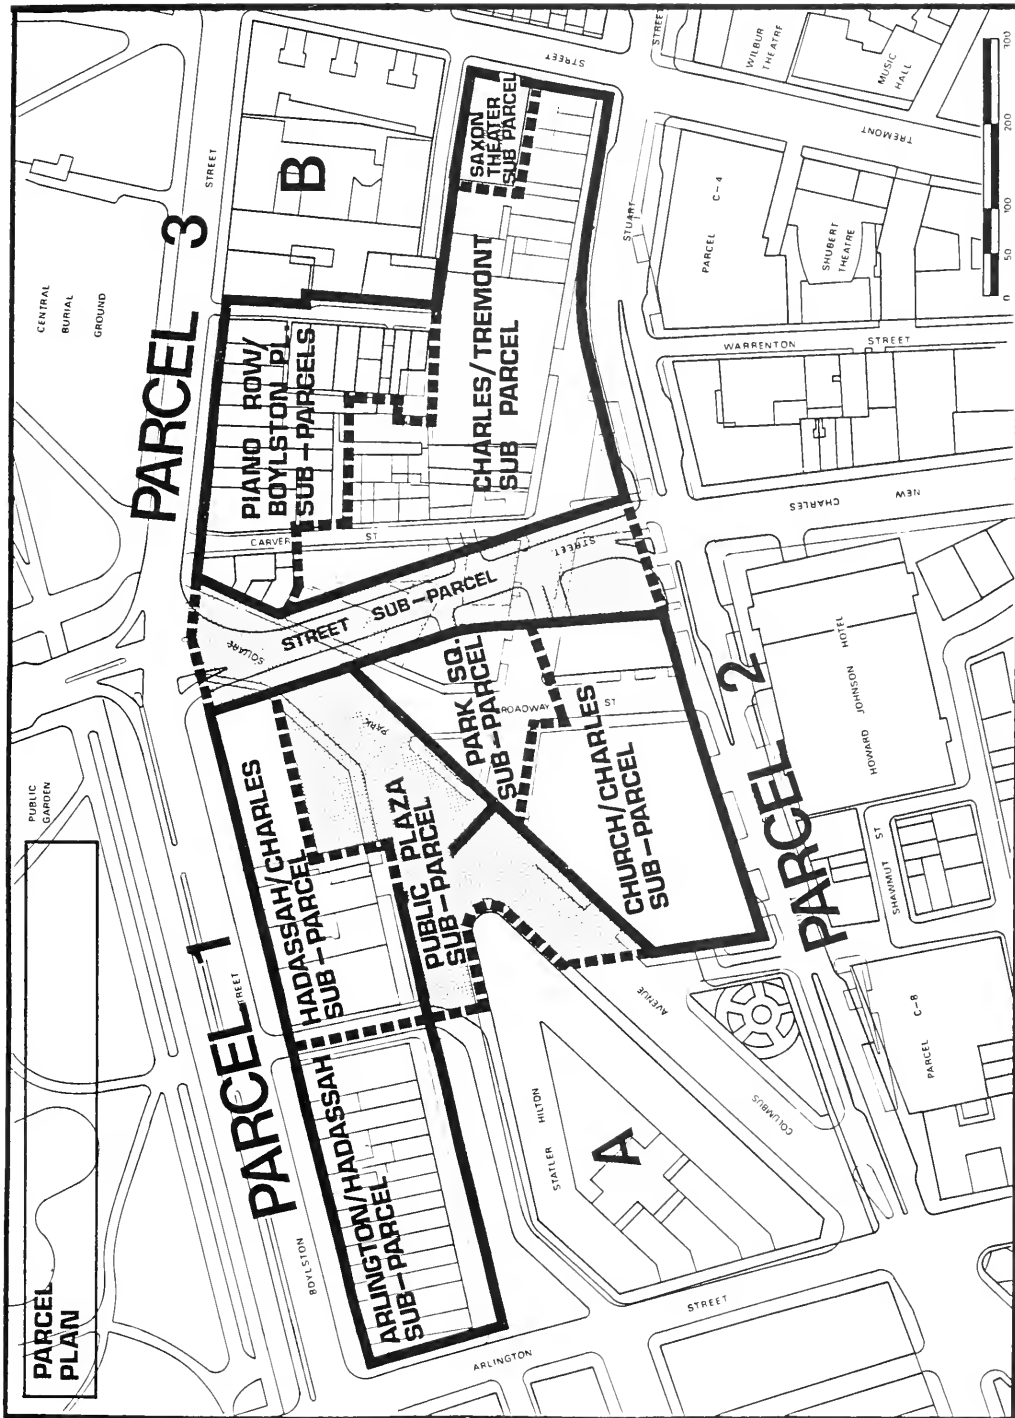 PARCEL
PLAN
PUBLIC
GARDEN
CENTRAL
BURIAL
GROUND
PARCEL 1
PARCEL 3
PARCEL 2
BOYLSTON
STREET
STREET
ARLINGTON/HADASSAH
SUB-PARCEL
HADASSAH/CHARLES
SUB-PARCEL
PUBLIC PLAZA
SUB-PARCEL
PARK
SQUARE
STREET SUB-PARCEL
STREET
PARK SQ.
SUB-PARCEL
BROADWAY
ST
CHURCH/CHARLES
SUB-PARCEL
PIANO ROW/
BOYLSTON PL.
SUB-PARCELS
CARVER
ST
CHARLES/TREMONT
SUB PARCEL
SAXON
THEATER
SUB PARCEL
B
A
STATLER HILTON
ARLINGTON
STREET
COLUMBUS
AVENUE
STREET
STREET
STUART
TREMONT
WILBUR
THEATRE
MUSIC
HALL
PARCEL C-4
SHUBERT
THEATRE
WARRENTON STREET
NEW CHARLES
HOWARD JOHNSON HOTEL
SHAWMUT ST
PARCEL C-8
0 50 100 200 300